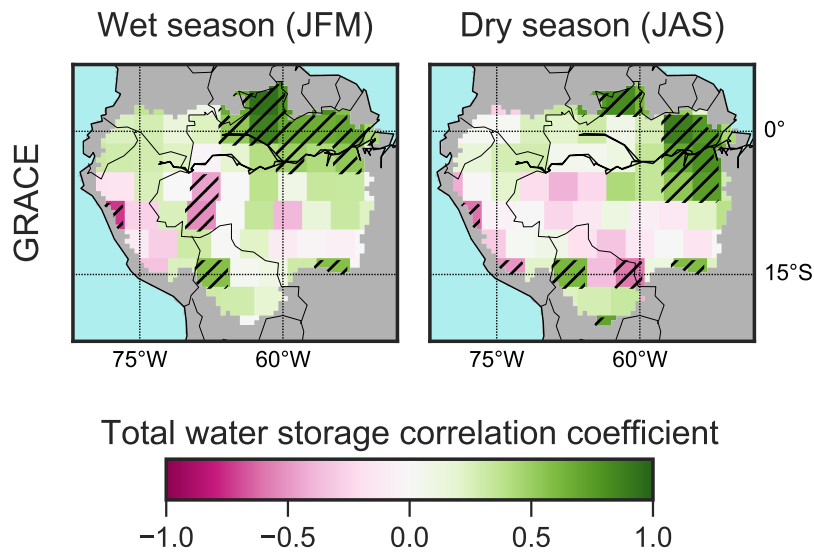 Wet season (JFM)
Dry season (JAS)
GRACE
0°
15°S
75°W
60°W
75°W
60°W
Total water storage correlation coefficient
−1.0
−0.5
0.0
0.5
1.0